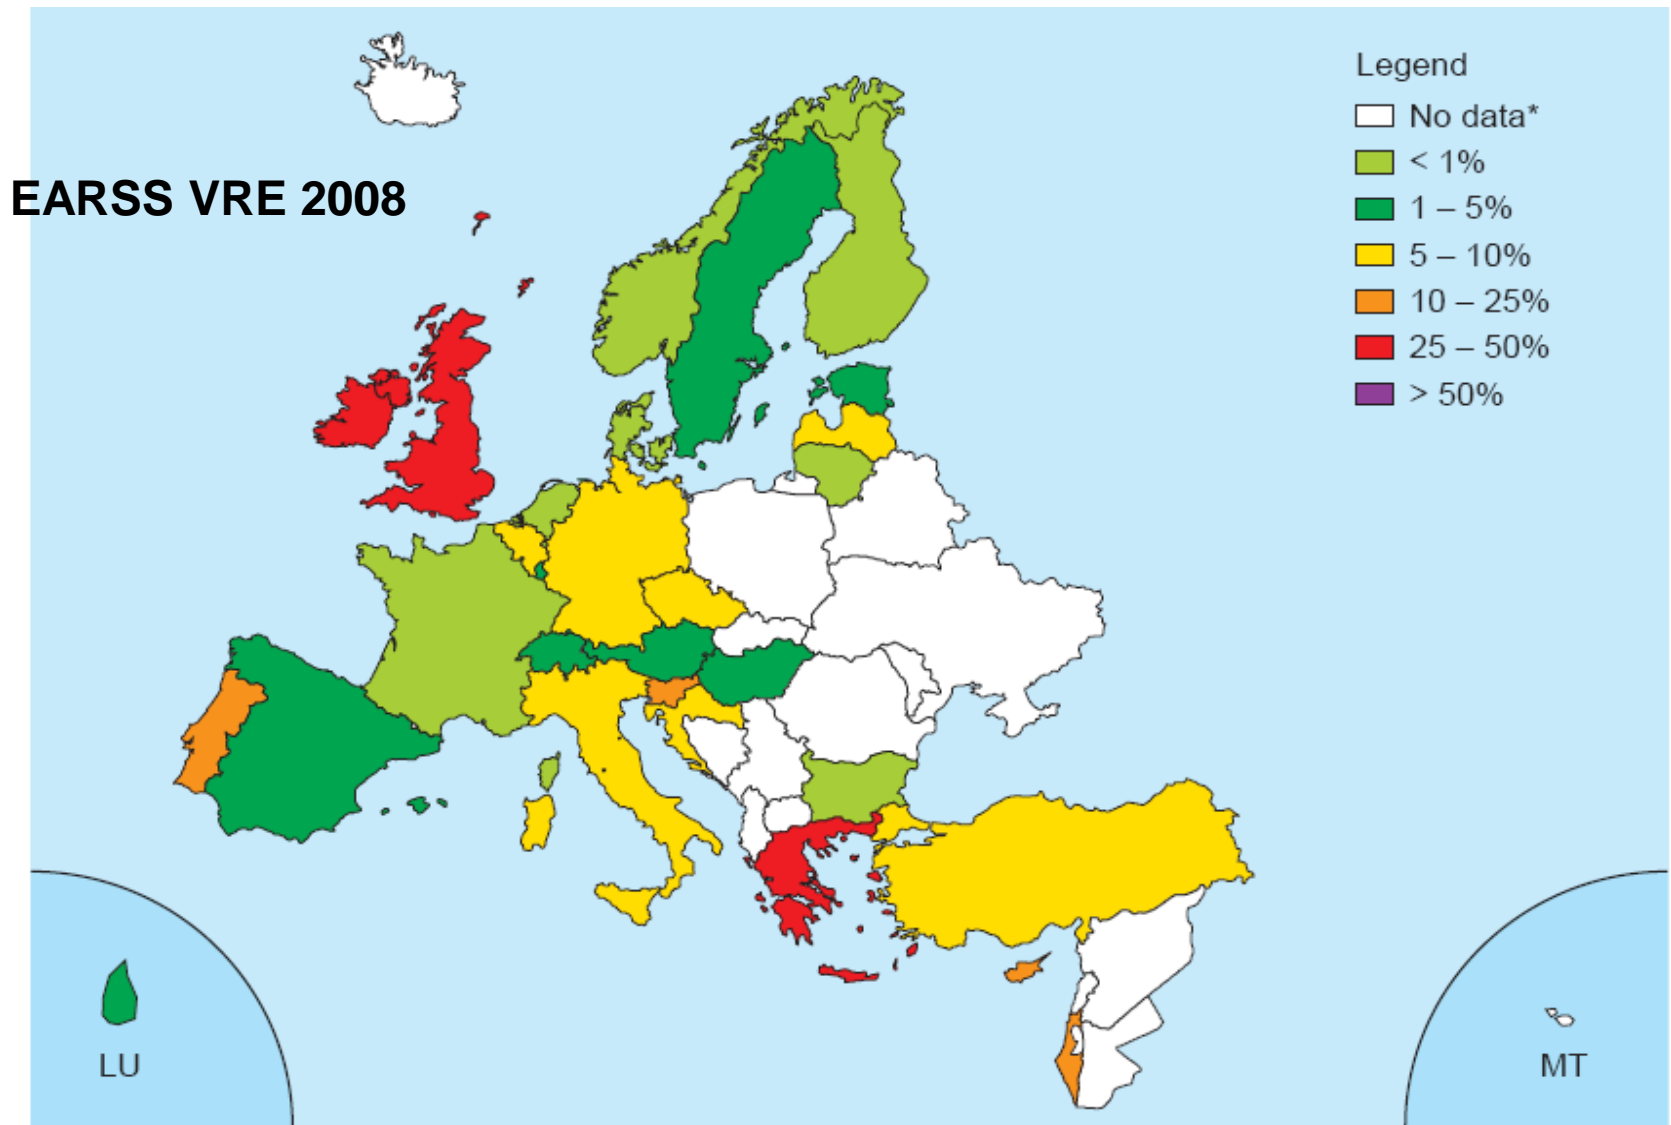 EARSS VRE 2008
Legend
No data*
< 1%
1 – 5%
5 – 10%
10 – 25%
25 – 50%
> 50%
LU
MT